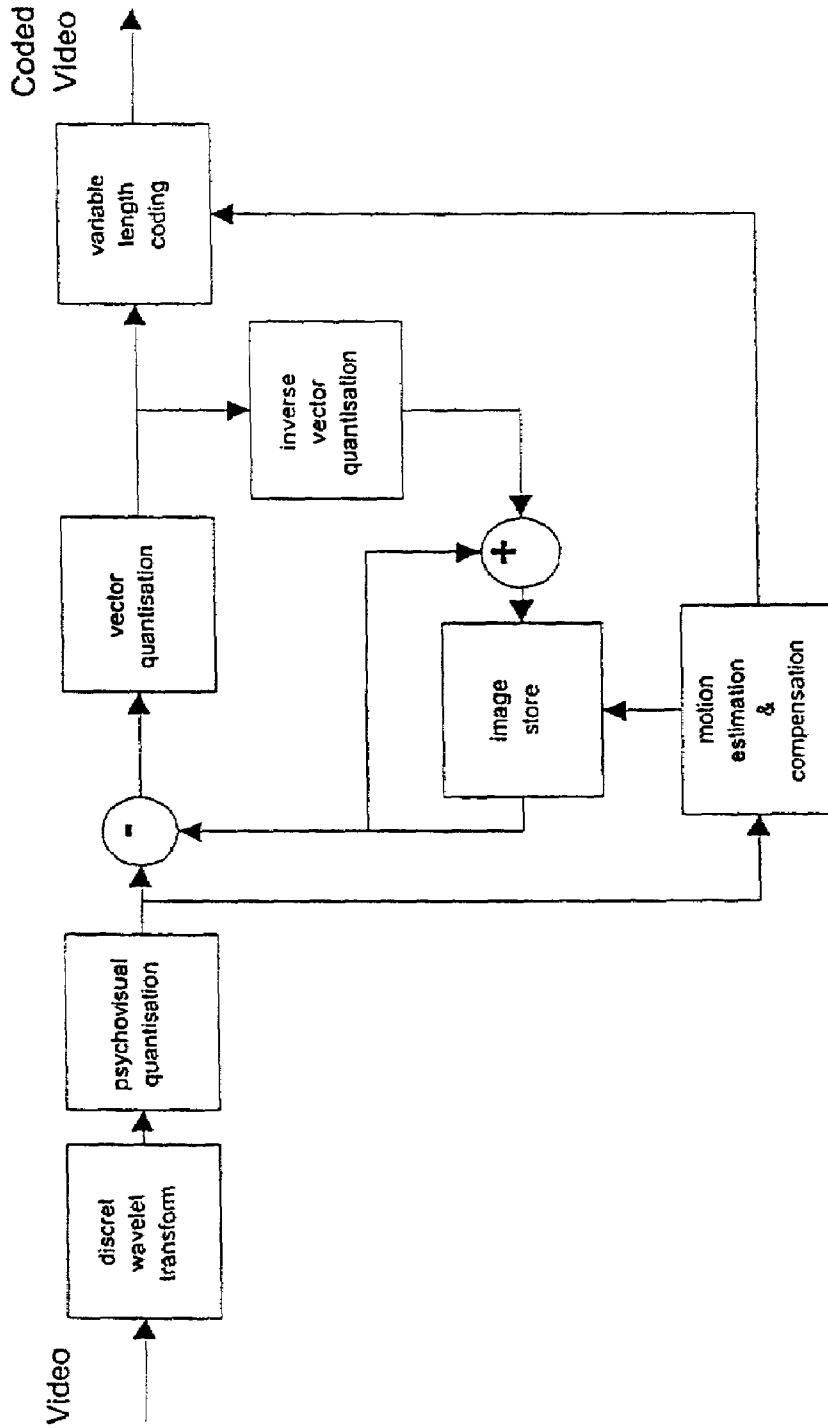 Video
discret
wavelet
transform
psychovisual
quantisation
-
vector
quantisation
variable
length
coding
Coded
Video
inverse
vector
quantisation
+
image
store
motion
estimation
&
compensation